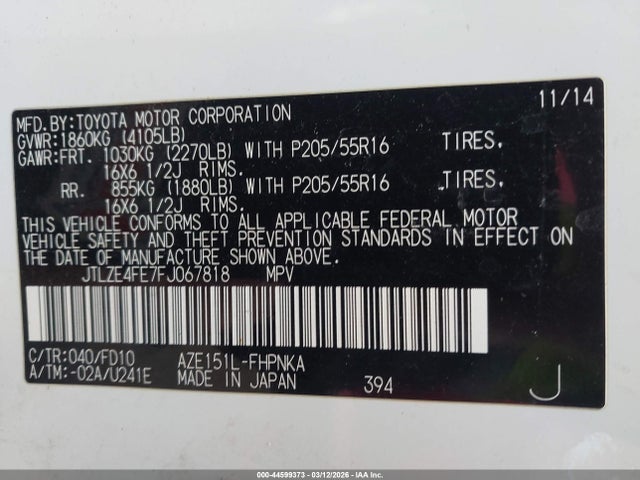 11/14
MFD.BY:TOYOTA MOTOR CORPORATION
GVWR:1860KG (4105LB)
GAWR:FRT. 1030KG (2270LB) WITH P205/55R16 TIRES.
16X6 1/2J RIMS.
RR. 855KG (1880LB) WITH P205/55R16 TIRES.
16X6 1/2J RIMS.
THIS VEHICLE CONFORMS TO ALL APPLICABLE FEDERAL MOTOR
VEHICLE SAFETY AND THEFT PREVENTION STANDARDS IN EFFECT ON
THE DATE OF MANUFACTURE SHOWN ABOVE.
JTLZE4FE7FJ067818 MPV
C/TR:040/FD10 AZE151L-FHPNKA
A/TM:-02A/U241E MADE IN JAPAN 394 J
000-44599373 - 03/12/2026 - IAAI Inc.